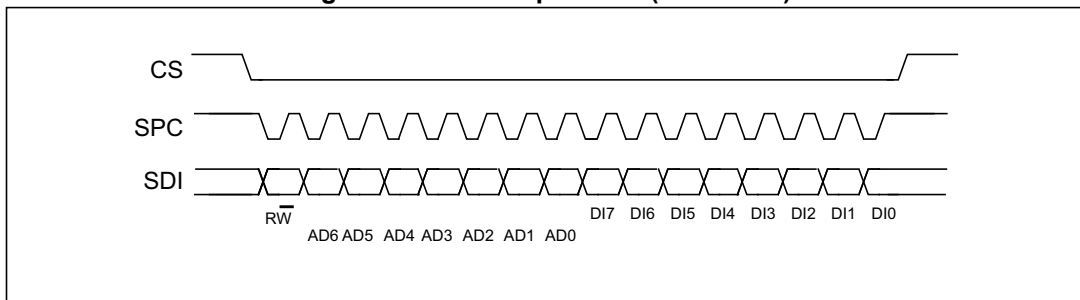 CS
SPC
SDI
RW
DI7 DI6 DI5 DI4 DI3 DI2 DI1 DI0
AD6 AD5 AD4 AD3 AD2 AD1 AD0